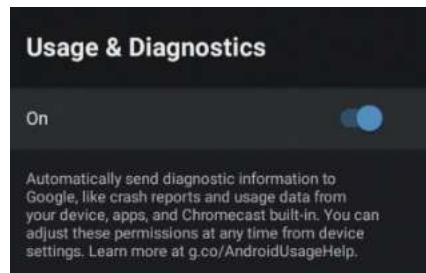 Usage & Diagnostics
On
Automatically send diagnostic information to
Google, like crash reports and usage data from
your device, apps, and Chromecast built-in. You can
adjust these permissions at any time from device
settings. Learn more at g.co/AndroidUsageHelp.